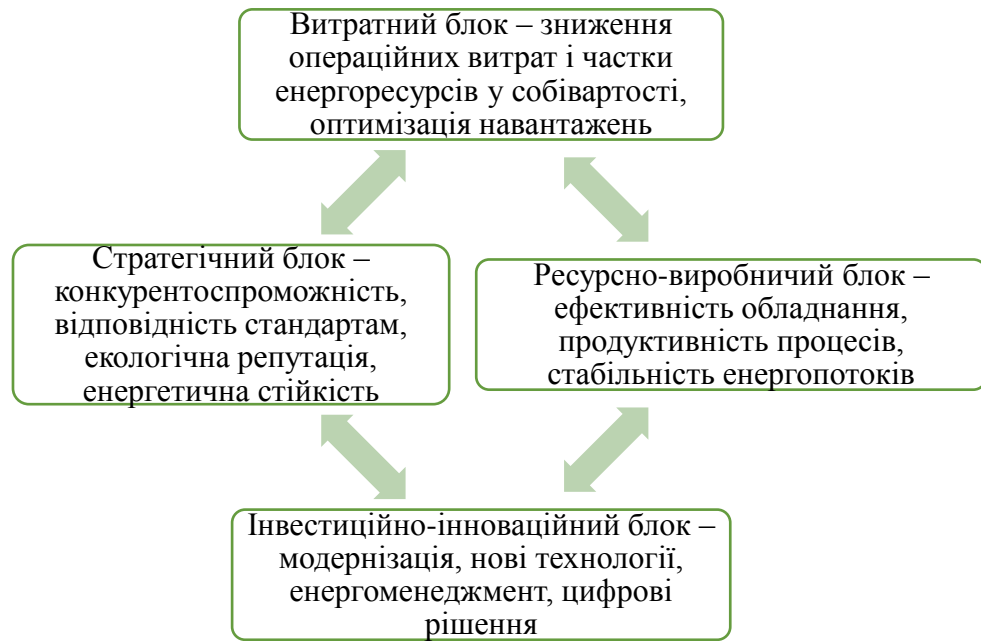 Витратний блок – зниження
операційних витрат і частки
енергоресурсів у собівартості,
оптимізація навантажень
Стратегічний блок –
конкурентоспроможність,
відповідність стандартам,
екологічна репутація,
енергетична стійкість
Ресурсно-виробничий блок –
ефективність обладнання,
продуктивність процесів,
стабільність енергопотоків
Інвестиційно-інноваційний блок –
модернізація, нові технології,
енергоменеджмент, цифрові
рішення